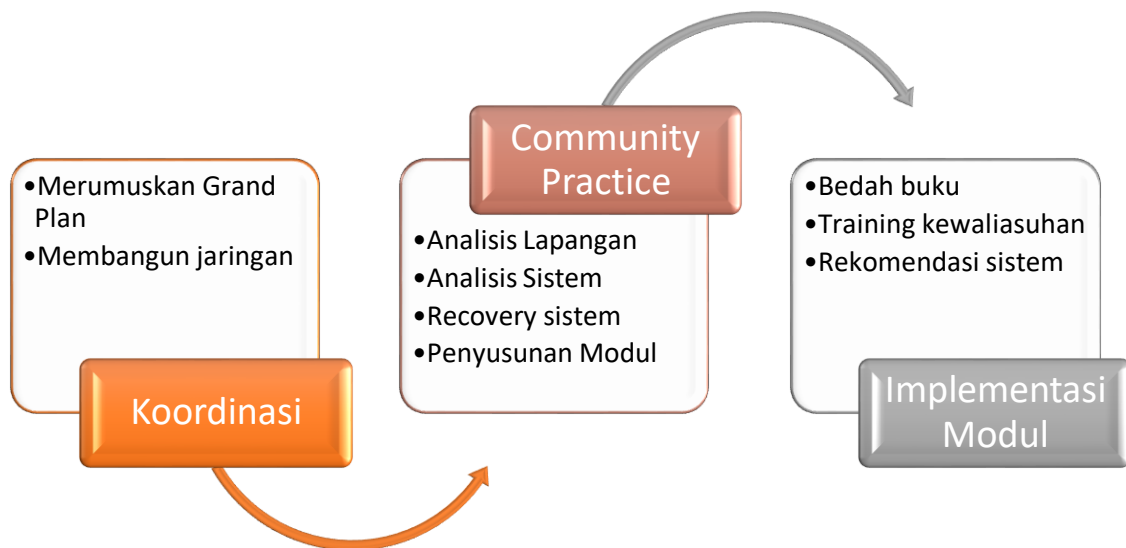 •Merumuskan Grand
Plan
•Membangun jaringan
Koordinasi
Community
Practice
•Analisis Lapangan
•Analisis Sistem
•Recovery sistem
•Penyusunan Modul
•Bedah buku
•Training kewaliasuhan
•Rekomendasi sistem
Implementasi
Modul